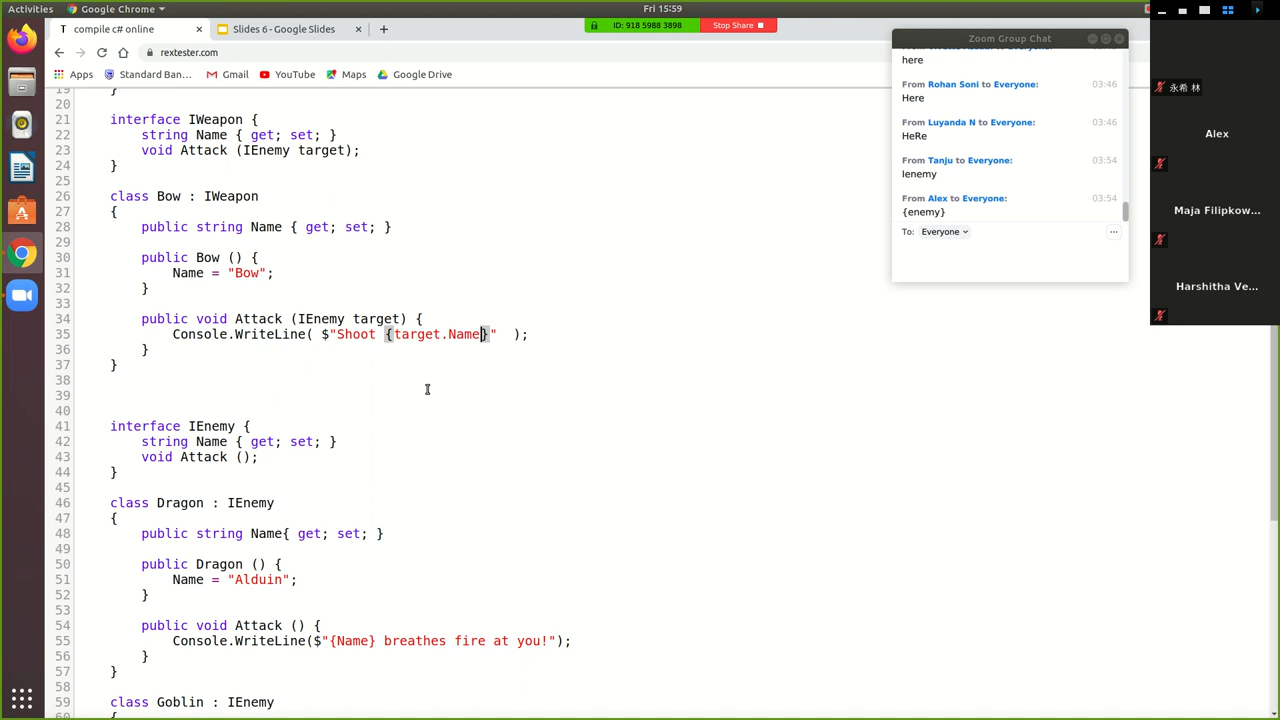 Activities
Google Chrome
Fri 15:59
compile c# online
Slides 6 - Google Slides
ID: 918 5988 3898
Stop Share
rextester.com
Apps
Standard Ban...
Gmail
YouTube
Maps
Google Drive
Zoom Group Chat
here
From Rohan Soni to Everyone: 03:46
Here
From Luyanda N to Everyone: 03:46
HeRe
From Tanju to Everyone: 03:54
Ienemy
From Alex to Everyone: 03:54
{enemy}
To: Everyone
永希 林
Alex
Maja Filipkow...
Harshitha Ve...
19 }
20
21 interface IWeapon {
22 string Name { get; set; }
23 void Attack (IEnemy target);
24 }
25
26 class Bow : IWeapon
27 {
28 public string Name { get; set; }
29
30 public Bow () {
31 Name = "Bow";
32 }
33
34 public void Attack (IEnemy target) {
35 Console.WriteLine( $"Shoot {target.Name}" );
36 }
37 }
38
39
40
41 interface IEnemy {
42 string Name { get; set; }
43 void Attack ();
44 }
45
46 class Dragon : IEnemy
47 {
48 public string Name{ get; set; }
49
50 public Dragon () {
51 Name = "Alduin";
52 }
53
54 public void Attack () {
55 Console.WriteLine($"{Name} breathes fire at you!");
56 }
57 }
58
59 class Goblin : IEnemy
60 {